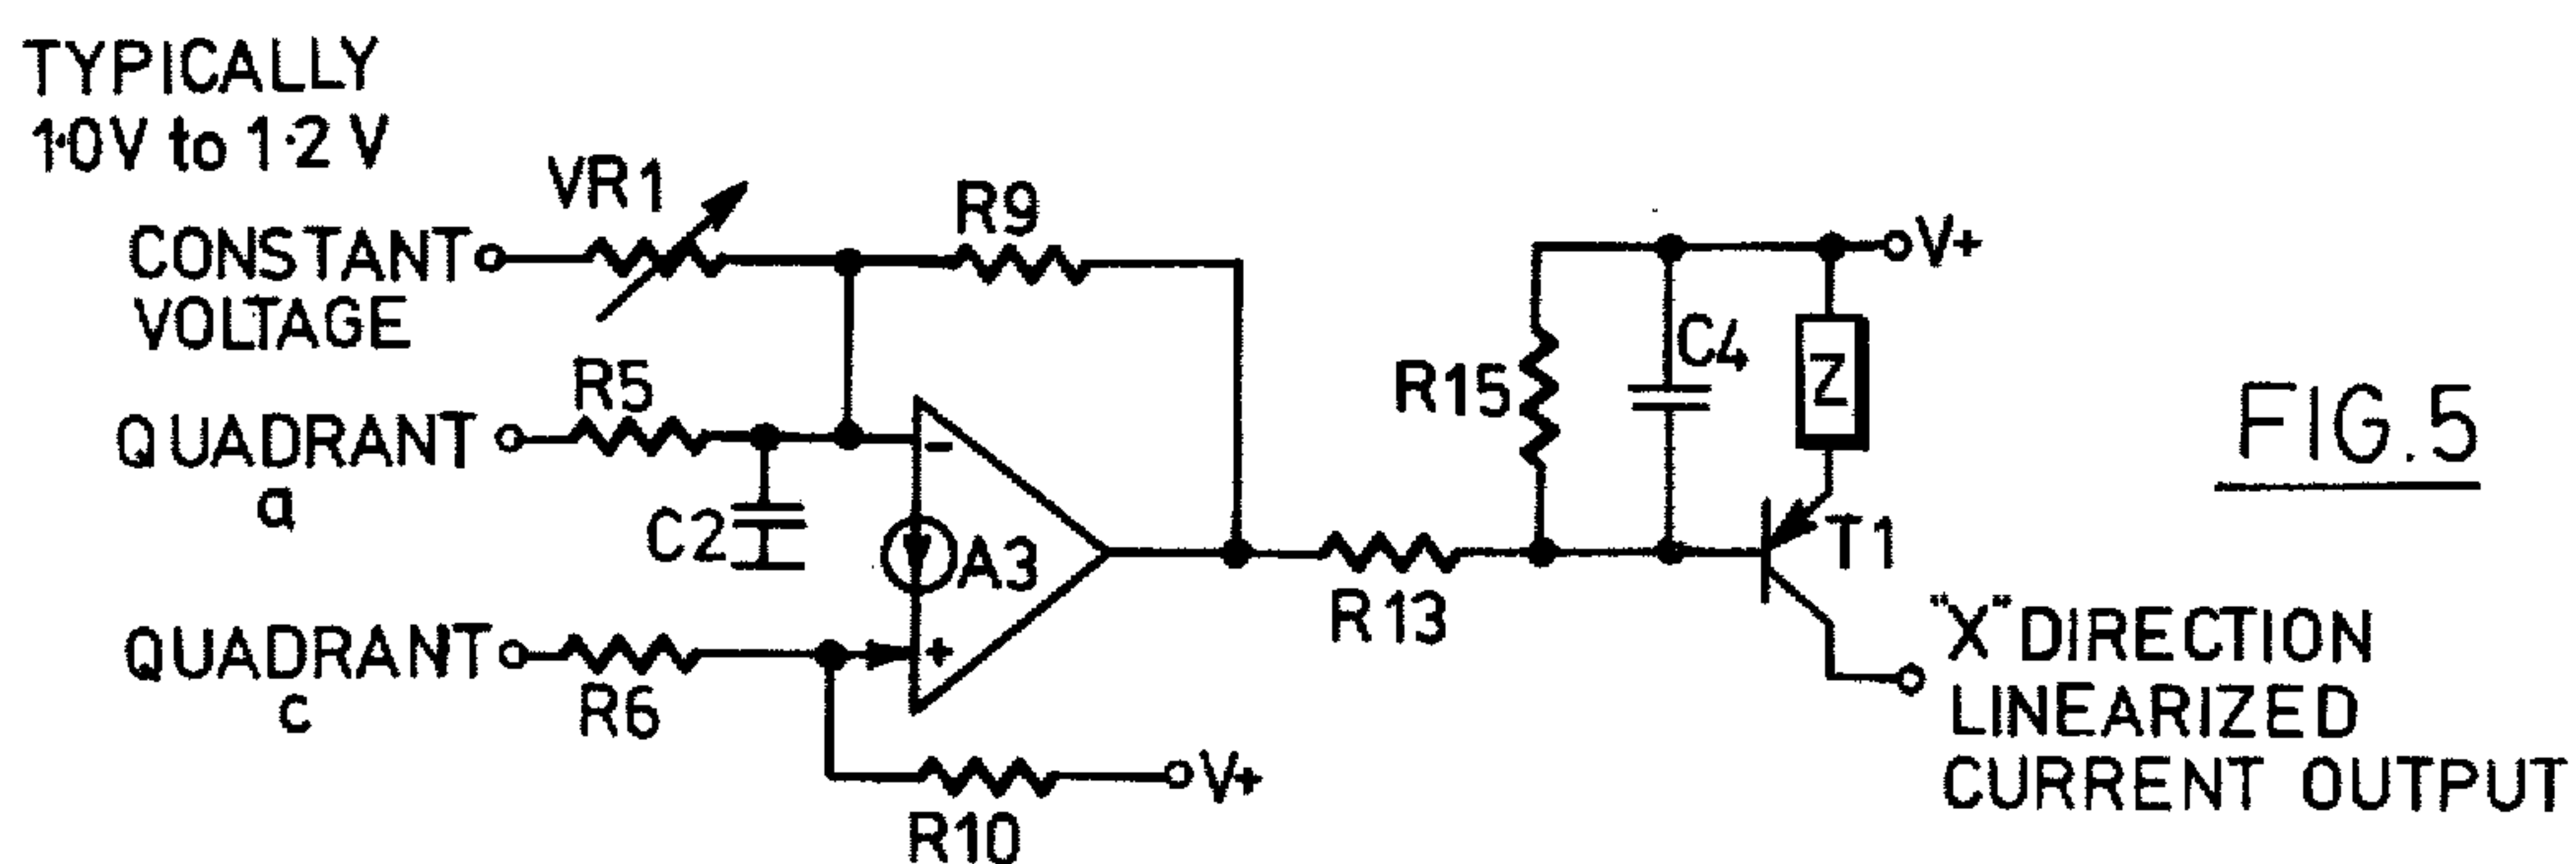 TYPICALLY
1·0V to 1·2 V
CONSTANT
VOLTAGE
VR1
R9
QUADRANT
a
R5
C2
-
A3
+
QUADRANT
c
R6
R10
V+
R13
R15
C4
Z
V+
T1
"X" DIRECTION
LINEARIZED
CURRENT OUTPUT
FIG.5